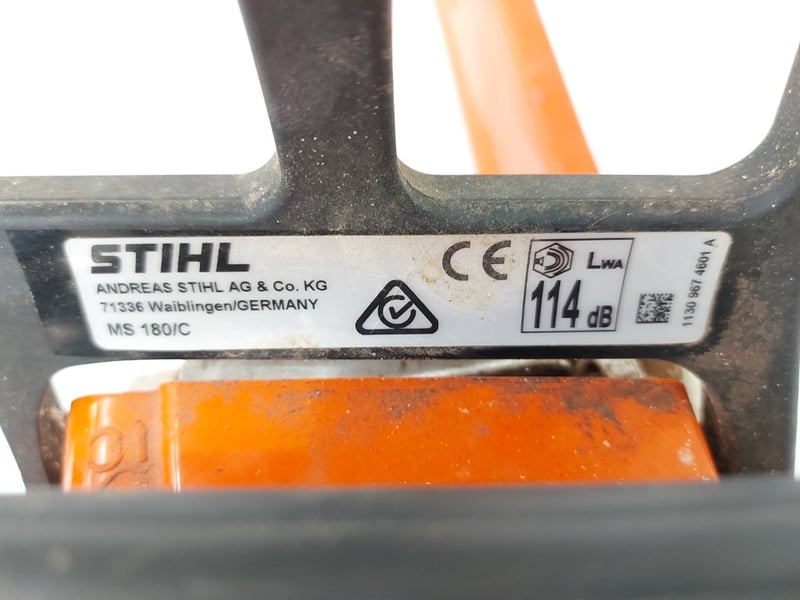 STIHL
ANDREAS STIHL AG & Co. KG
71336 Waiblingen/GERMANY
MS 180/C
CE
LWA
114 dB
1130 967 4601 A